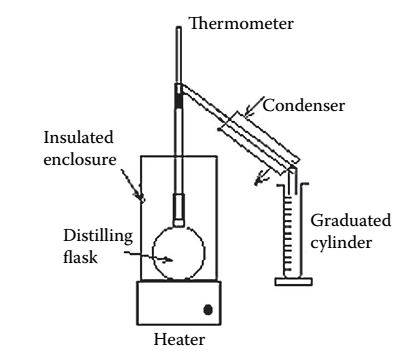 Thermometer
Condenser
Insulated
enclosure
Graduated
cylinder
Distilling
flask
Heater